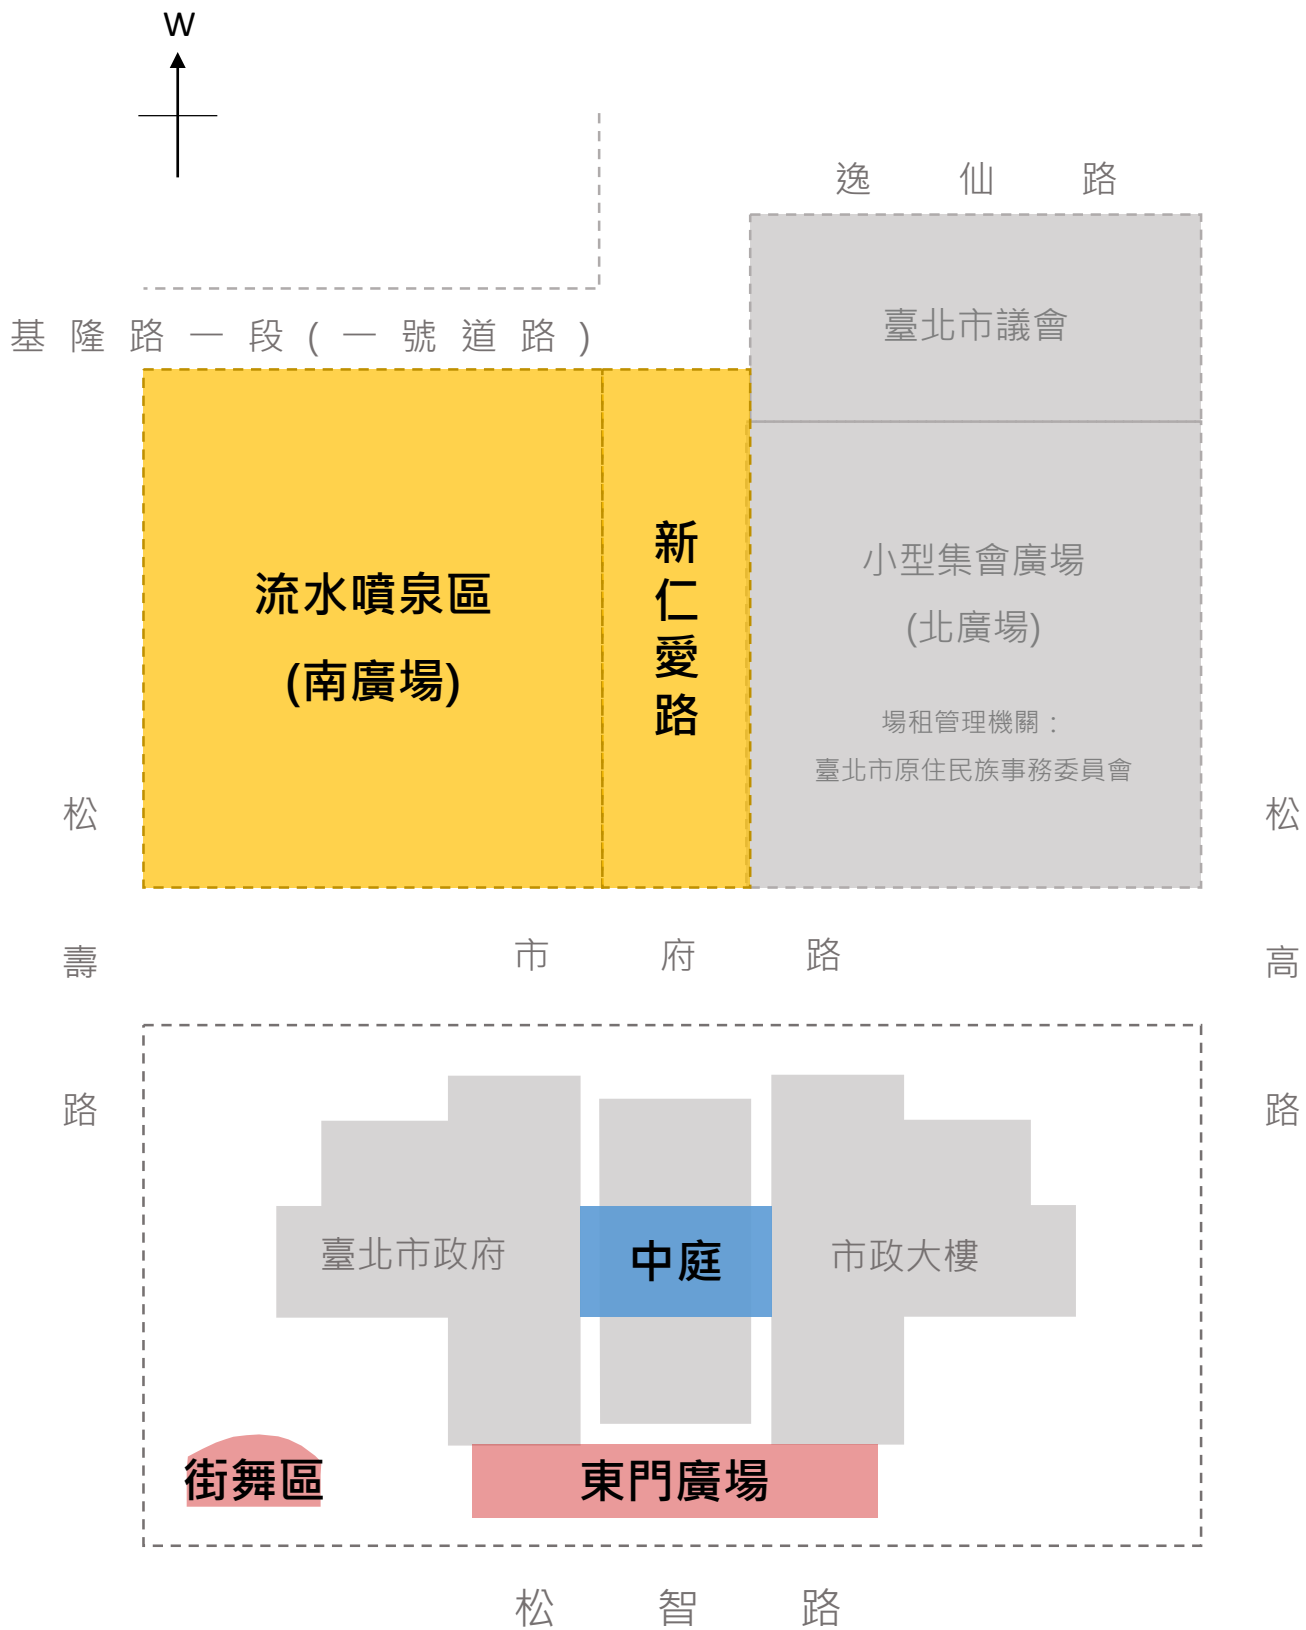 W
逸仙路
基隆路一段(一號道路)
臺北市議會
流水噴泉區
(南廣場)
新仁愛路
小型集會廣場
(北廣場)
場租管理機關：
臺北市原住民族事務委員會
松壽路
松高路
市府路
臺北市政府
中庭
市政大樓
街舞區
東門廣場
松智路